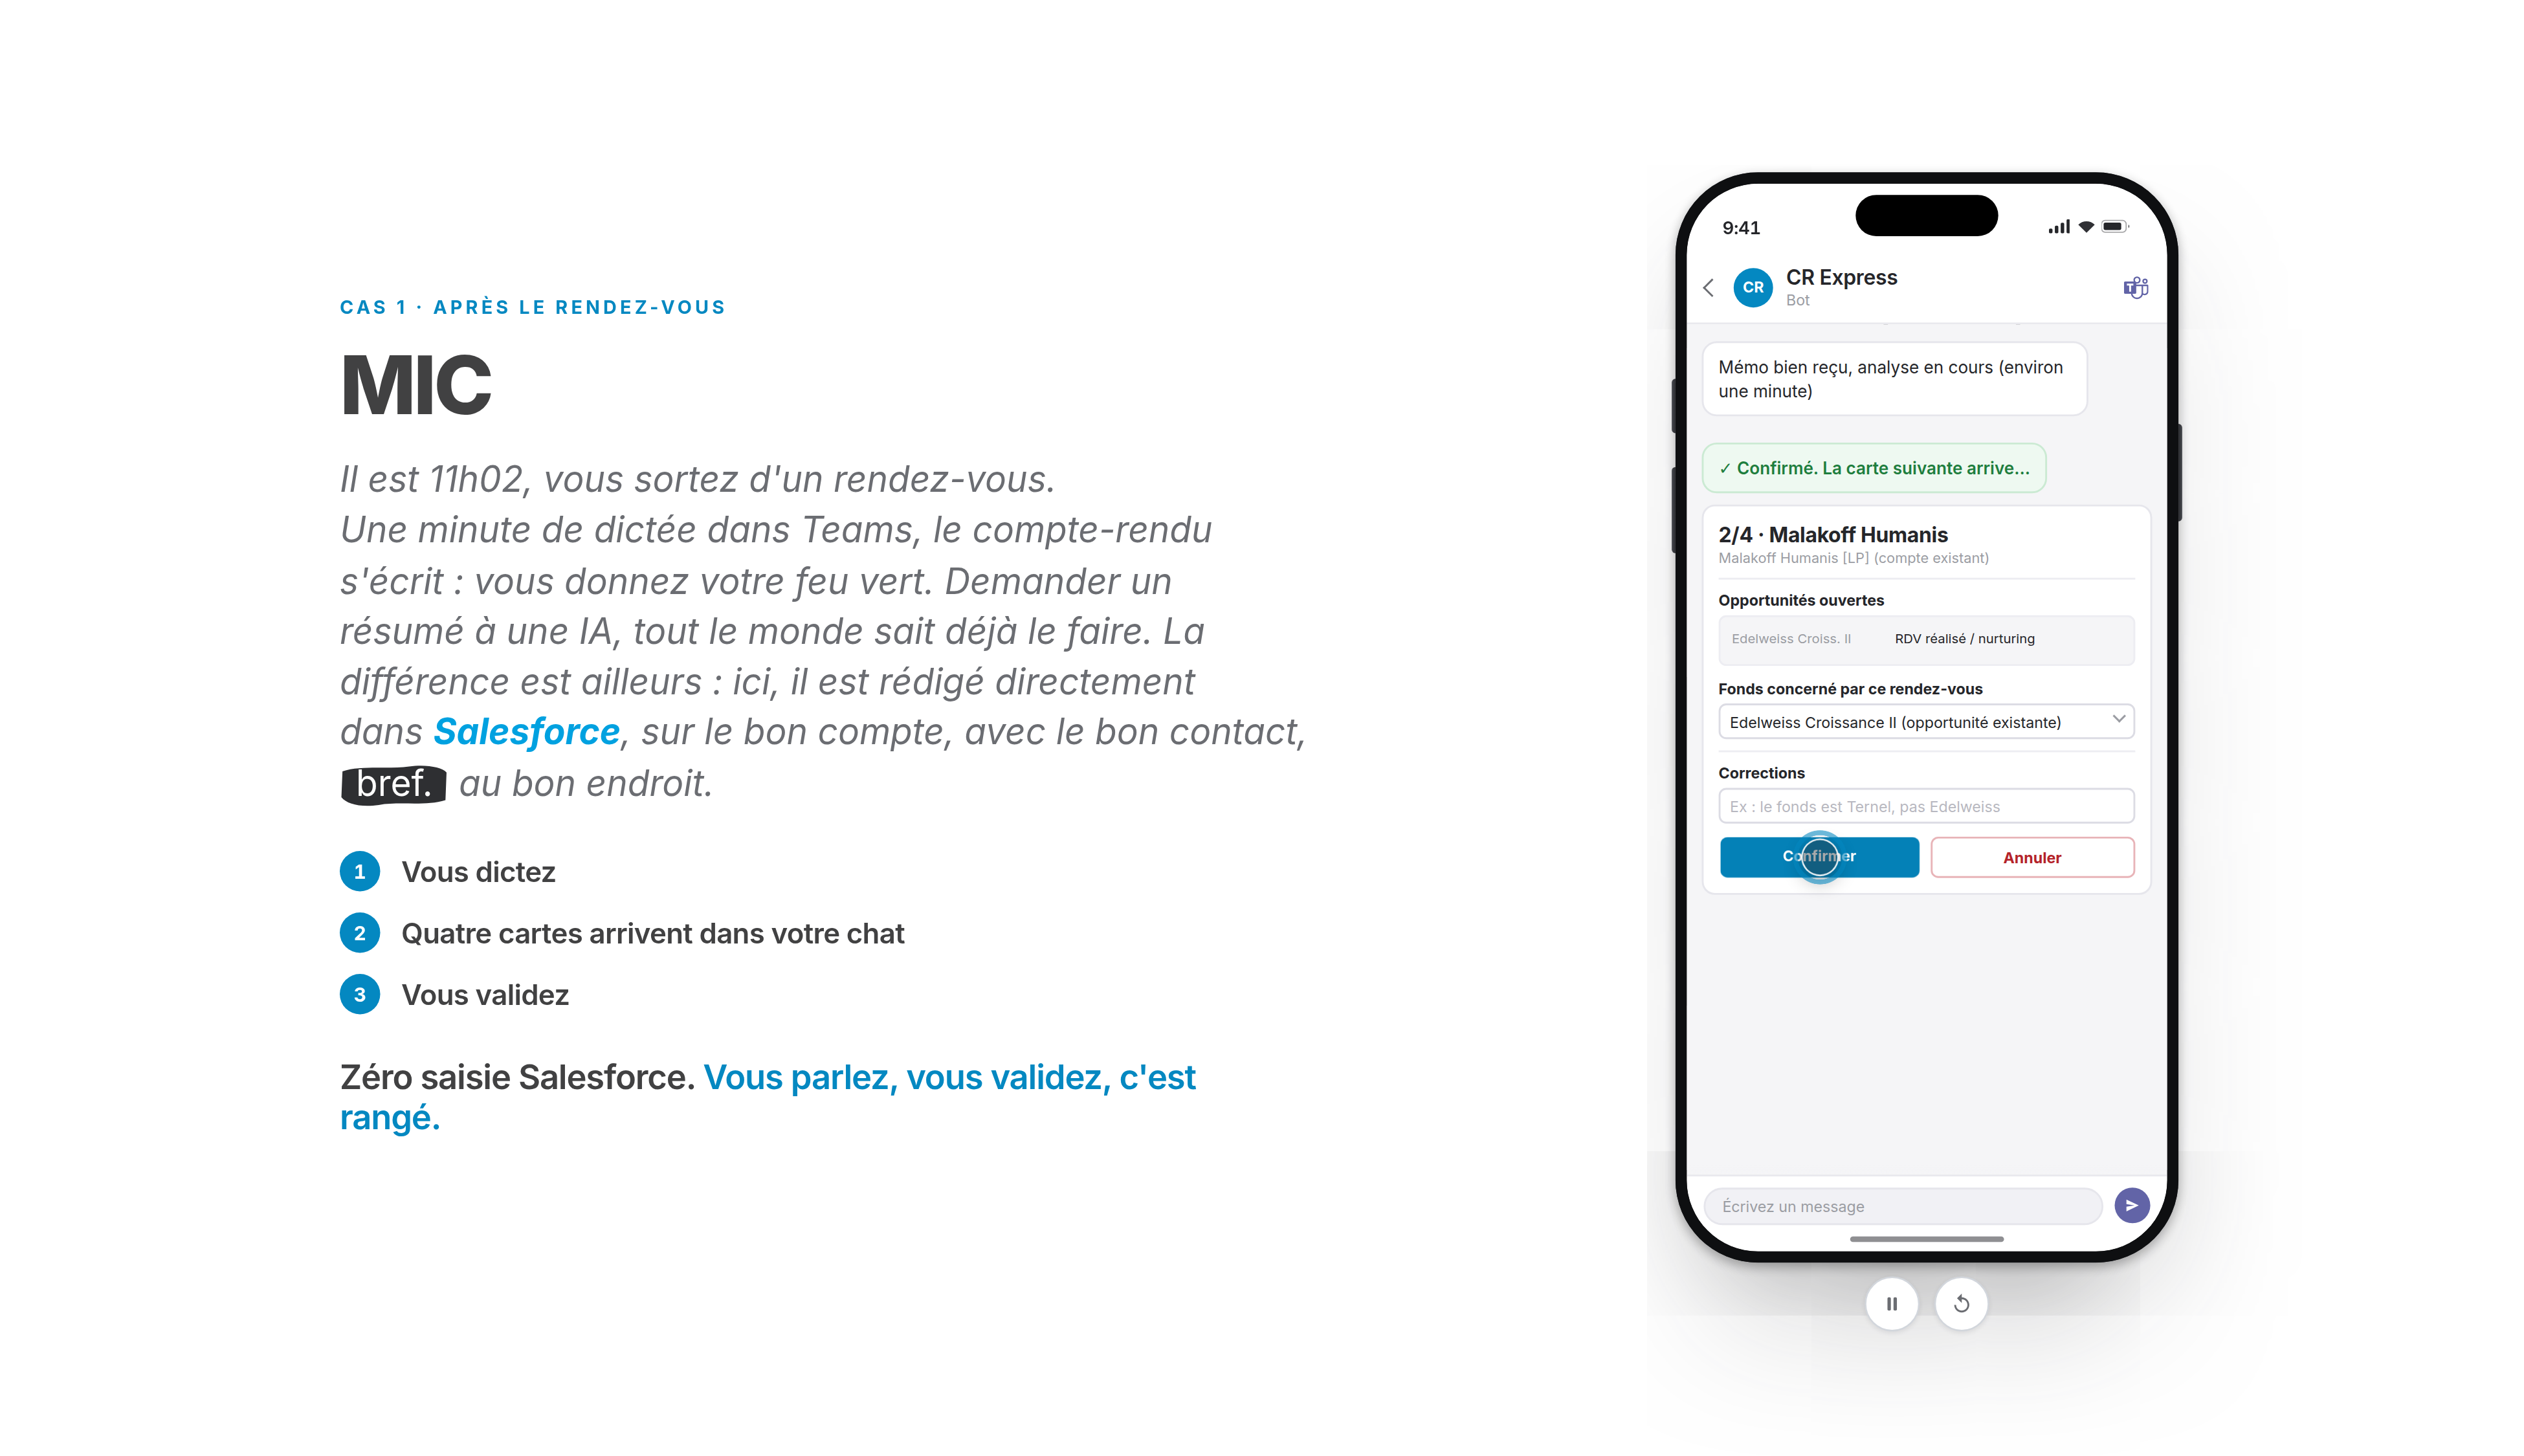 CAS 1 · APRÈS LE RENDEZ-VOUS
MIC
Il est 11h02, vous sortez d'un rendez-vous.
Une minute de dictée dans Teams, le compte-rendu
s'écrit : vous donnez votre feu vert. Demander un
résumé à une IA, tout le monde sait déjà le faire. La
différence est ailleurs : ici, il est rédigé directement
dans Salesforce, sur le bon compte, avec le bon contact,
bref. au bon endroit.
1 Vous dictez
2 Quatre cartes arrivent dans votre chat
3 Vous validez
Zéro saisie Salesforce. Vous parlez, vous validez, c'est
rangé.
9:41
CR CR Express
Bot
Mémo bien reçu, analyse en cours (environ
une minute)
✓ Confirmé. La carte suivante arrive...
2/4 · Malakoff Humanis
Malakoff Humanis [LP] (compte existant)
Opportunités ouvertes
Edelweiss Croiss. II RDV réalisé / nurturing
Fonds concerné par ce rendez-vous
Edelweiss Croissance II (opportunité existante)
Corrections
Ex : le fonds est Ternel, pas Edelweiss
Confirmer Annuler
Écrivez un message